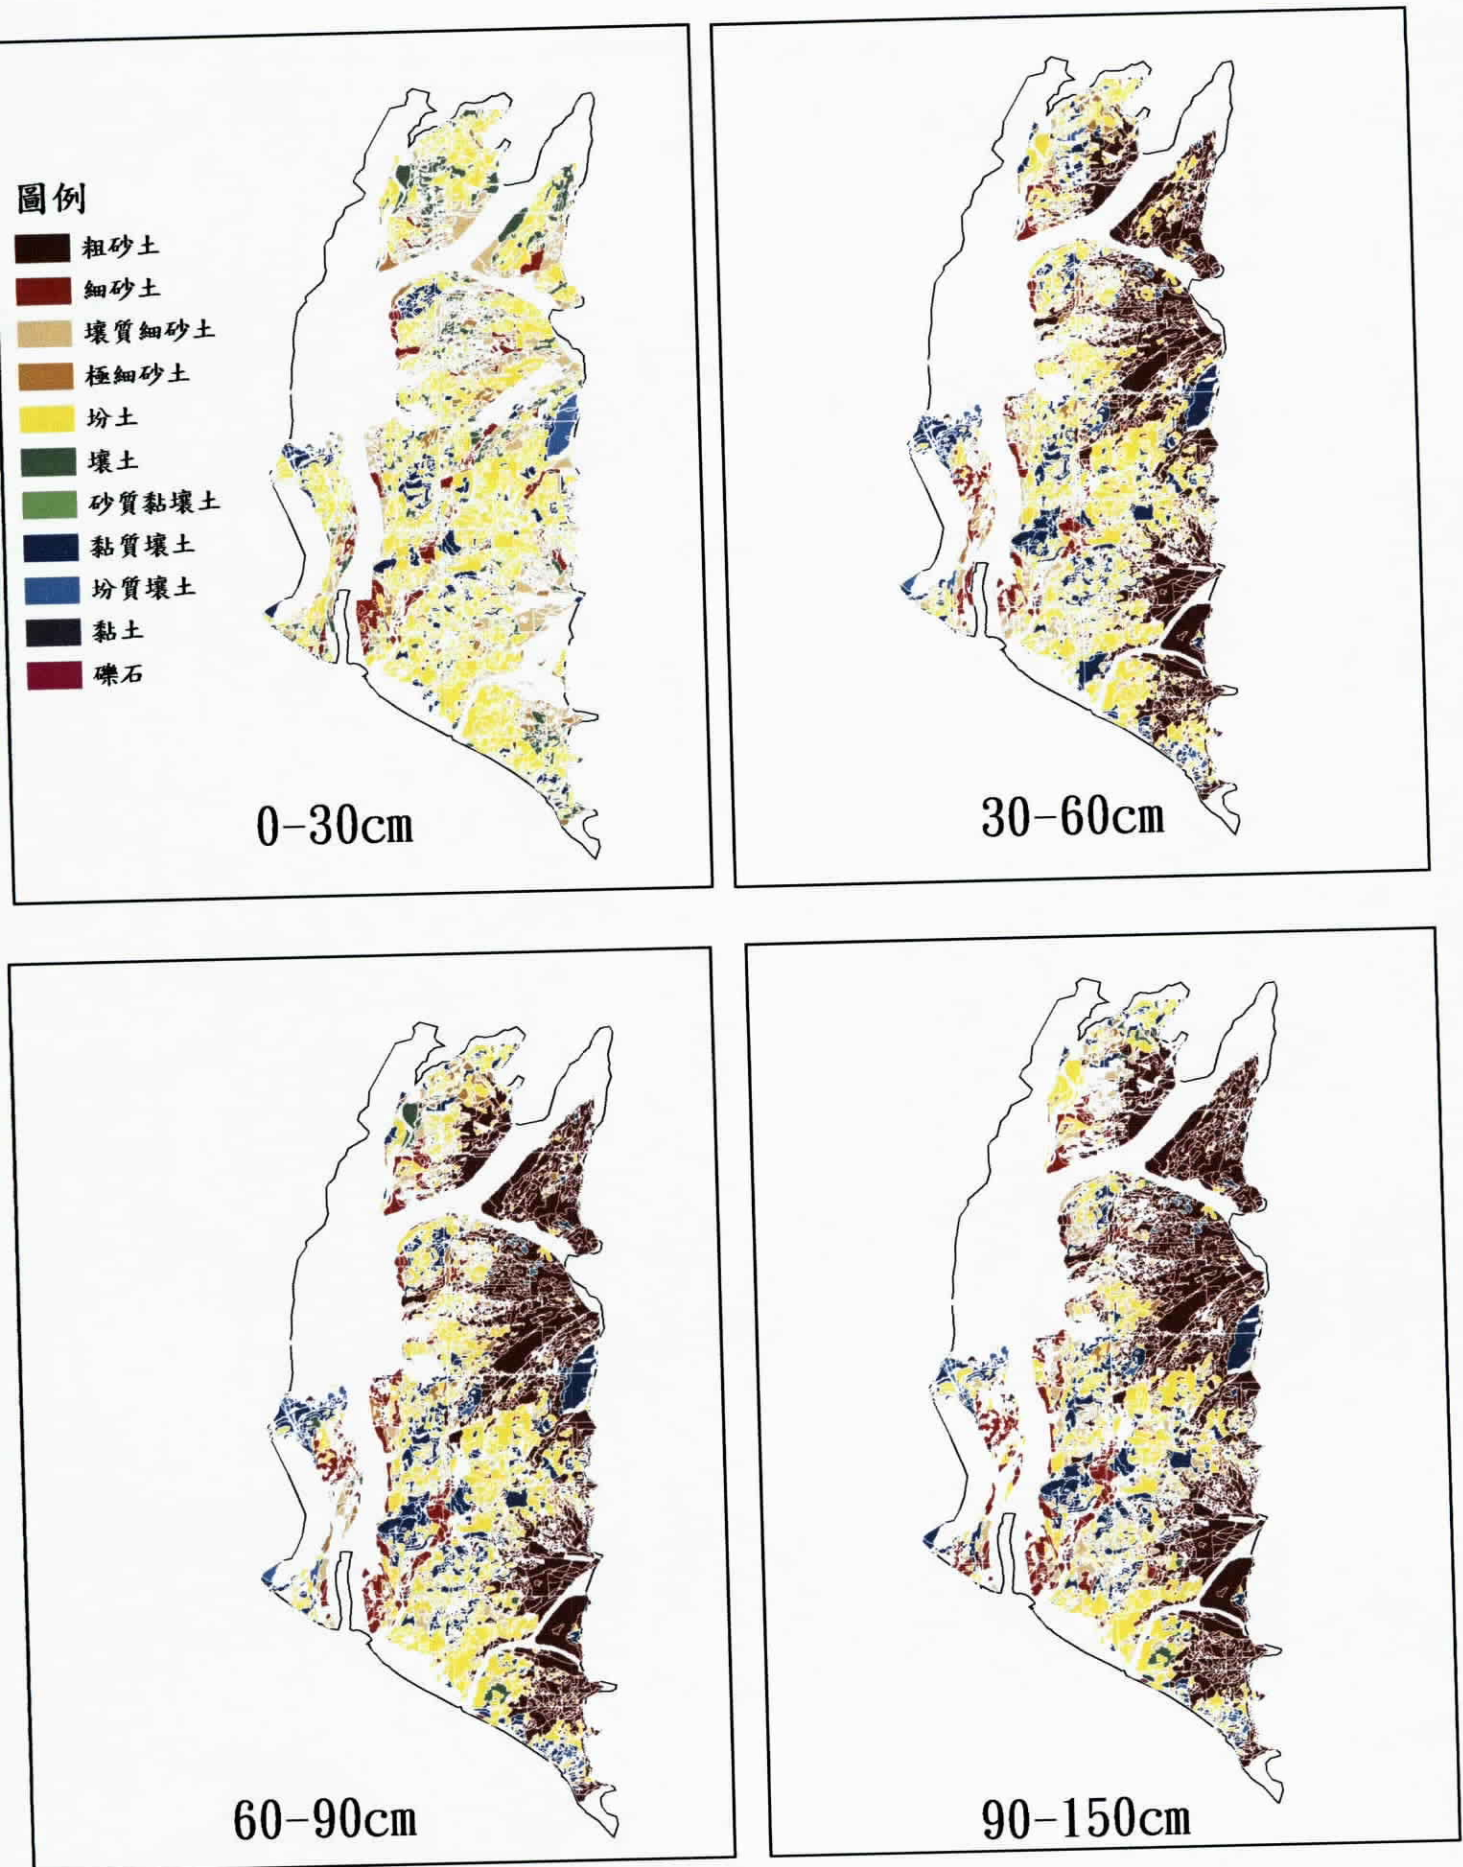 圖例
粗砂土
細砂土
壤質細砂土
極細砂土
坋土
壤土
砂質黏壤土
黏質壤土
坋質壤土
黏土
礫石
0-30cm
30-60cm
60-90cm
90-150cm